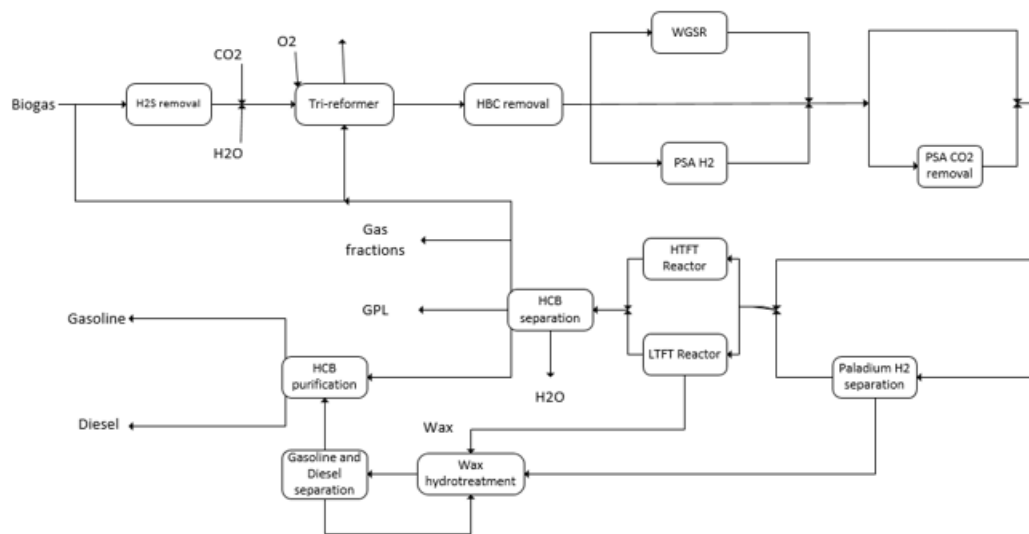 WGSR
O2
CO2
Biogas
H2S removal
Tri-reformer
HBC removal
H2O
PSA H2
PSA CO2
removal
Gas
fractions
HTFT
Reactor
GPL
HCB
separation
Gasoline
LTFT Reactor
HCB
purification
Paladium H2
separation
H2O
Diesel
Wax
Gasoline and
Diesel
separation
Wax
hydrotreatment